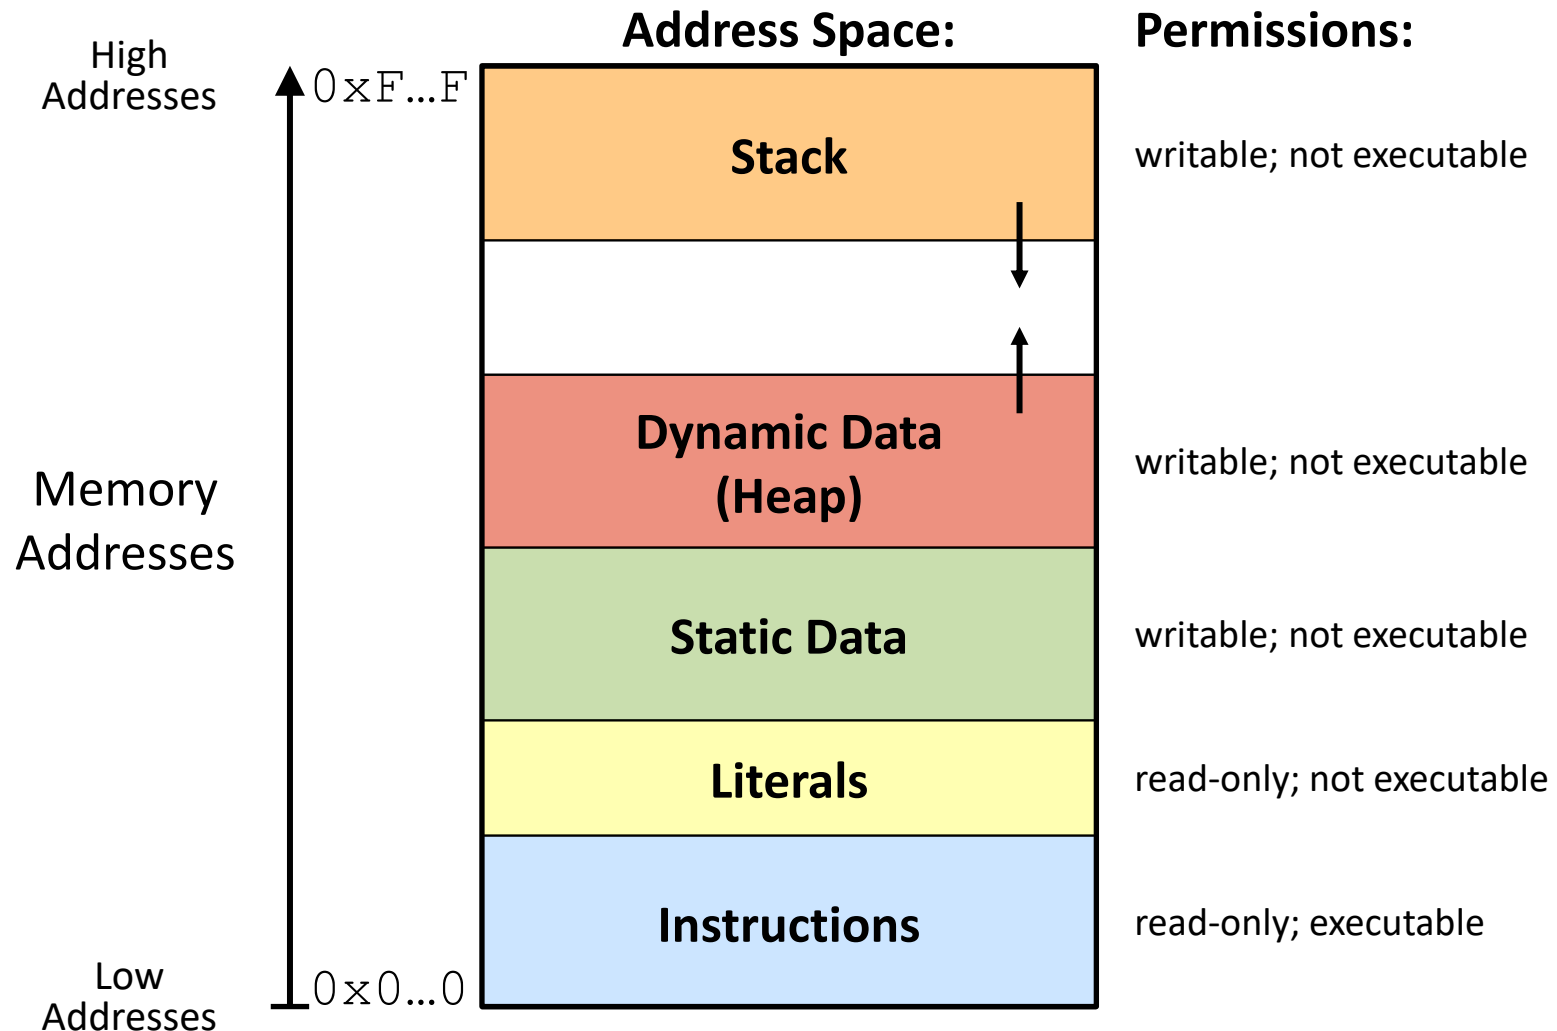 Address Space:
Permissions:
High
Addresses
0xF…F
Stack
writable; not executable
Dynamic Data
(Heap)
writable; not executable
Memory
Addresses
Static Data
writable; not executable
Literals
read-only; not executable
Instructions
read-only; executable
Low
Addresses
0x0…0